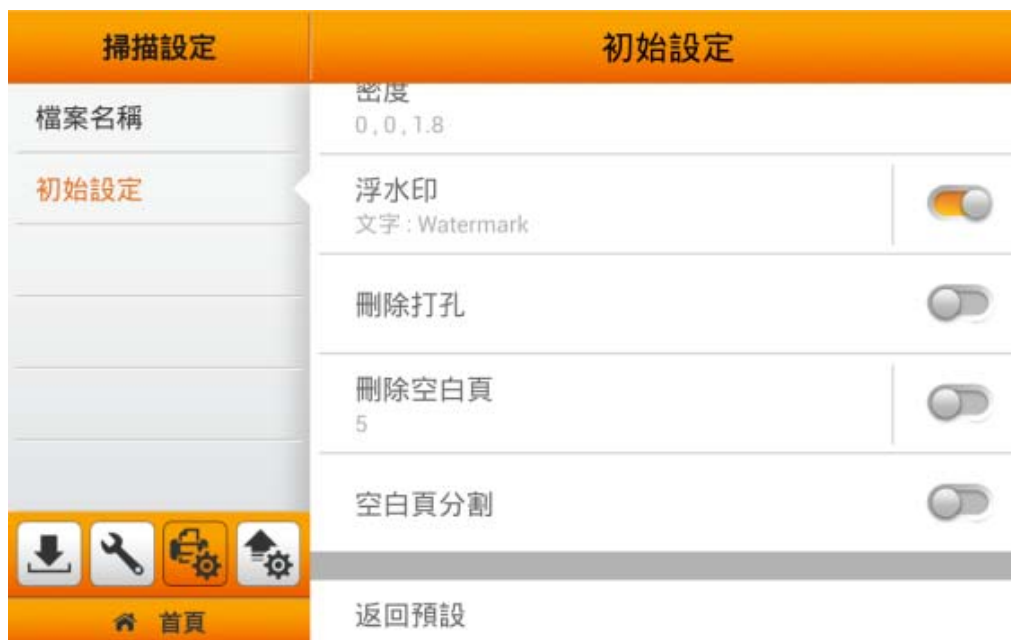 掃描設定
初始設定
檔案名稱
初始設定
首頁
密度
0 , 0 , 1.8
浮水印
文字 : Watermark
刪除打孔
刪除空白頁
5
空白頁分割
返回預設